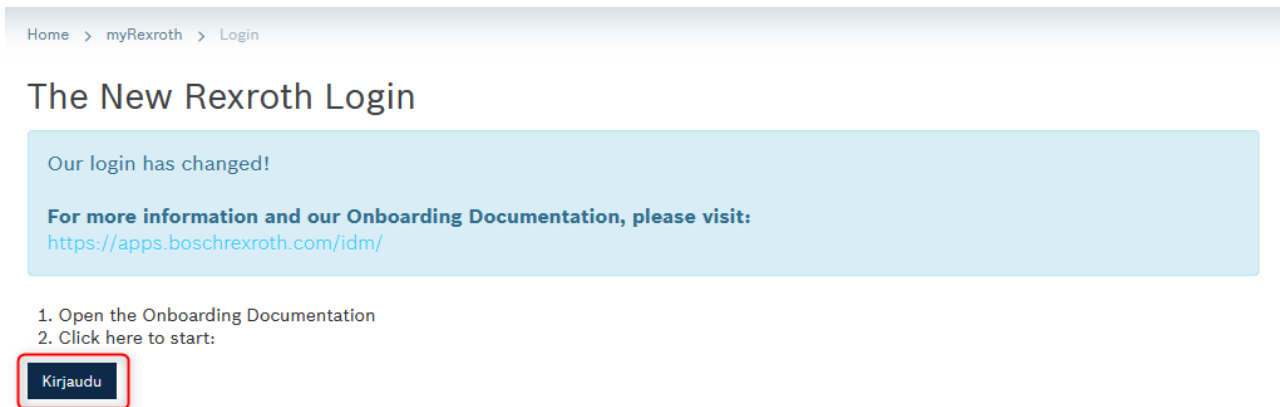 Home > myRexroth > Login
The New Rexroth Login
Our login has changed!
For more information and our Onboarding Documentation, please visit:
https://apps.boschrexroth.com/idm/
1. Open the Onboarding Documentation
2. Click here to start:
Kirjaudu